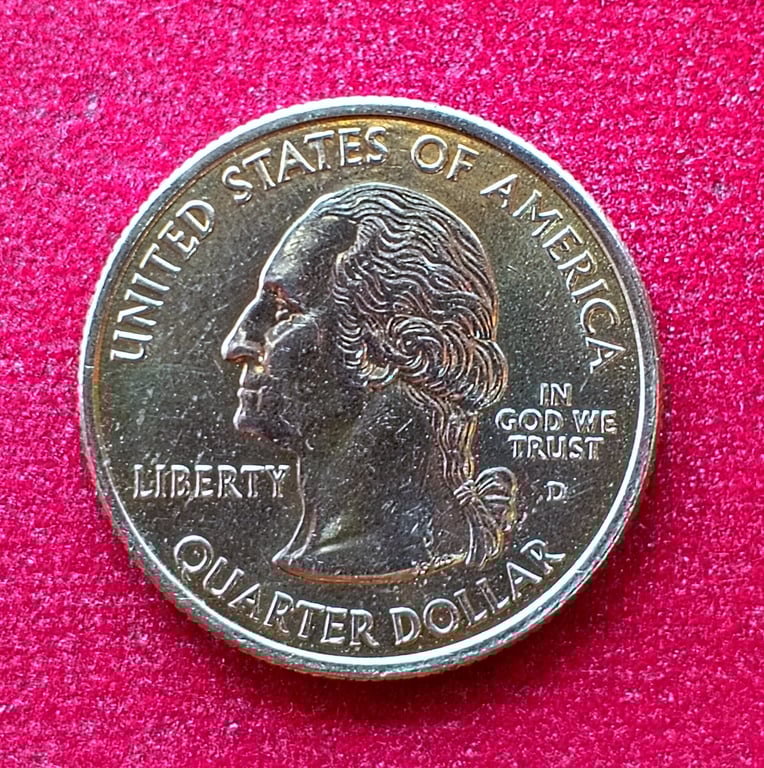 UNITED STATES OF AMERICA
LIBERTY
IN
GOD WE
TRUST
D
QUARTER DOLLAR